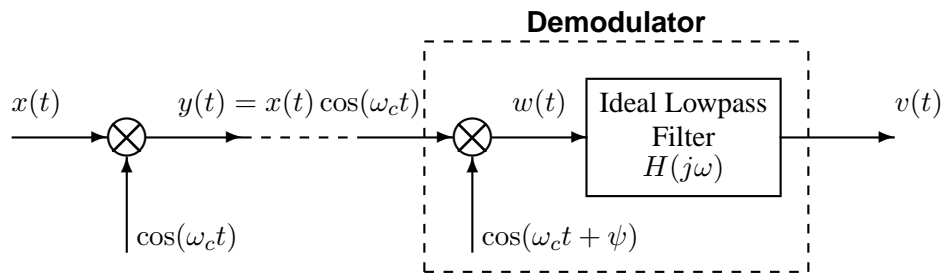 Demodulator
x(t)
y(t) = x(t) cos(ω_c t)
w(t)
Ideal Lowpass
Filter
H(jω)
v(t)
cos(ω_c t)
cos(ω_c t + ψ)